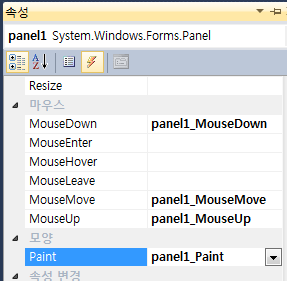 속성
panel1 System.Windows.Forms.Panel
Resize
마우스
MouseDown panel1_MouseDown
MouseEnter
MouseHover
MouseLeave
MouseMove panel1_MouseMove
MouseUp panel1_MouseUp
모양
Paint panel1_Paint
속성 변경